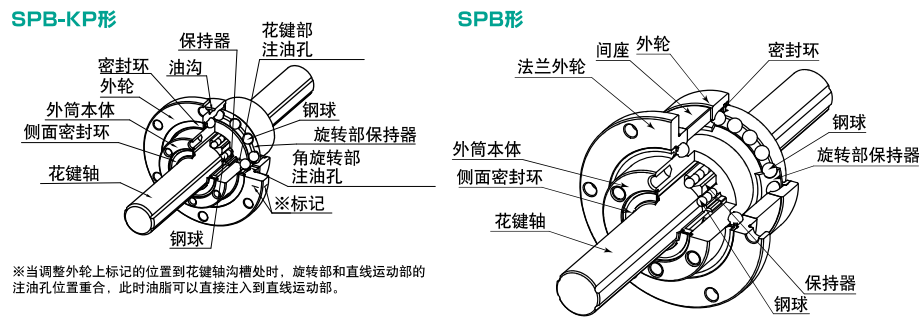 SPB-KP形
保持器
花键部
注油孔
密封环
油沟
外轮
外筒本体
钢球
侧面密封环
旋转部保持器
角旋转部
注油孔
花键轴
※标记
钢球
※当调整外轮上标记的位置到花键轴沟槽处时，旋转部和直线运动部的
注油孔位置重合，此时油脂可以直接注入到直线运动部。
SPB形
外轮
间座
密封环
法兰外轮
钢球
外筒本体
旋转部保持器
侧面密封环
花键轴
保持器
钢球